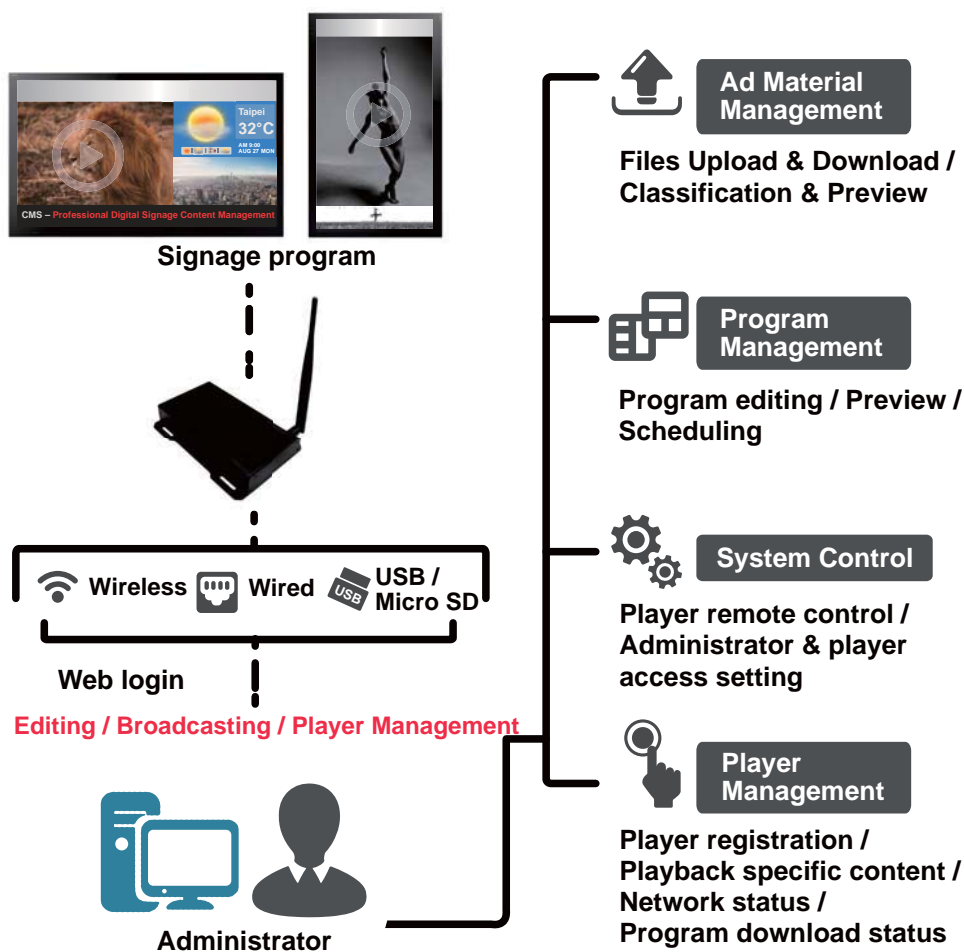 Taipei
32°C
AM 9:00
AUG 27 MON
CMS – Professional Digital Signage Content Management
Signage program
Wireless
Wired
USB
USB /
Micro SD
Web login
Editing / Broadcasting / Player Management
Administrator
Ad Material
Management
Files Upload & Download /
Classification & Preview
Program
Management
Program editing / Preview /
Scheduling
System Control
Player remote control /
Administrator & player
access setting
Player
Management
Player registration /
Playback specific content /
Network status /
Program download status